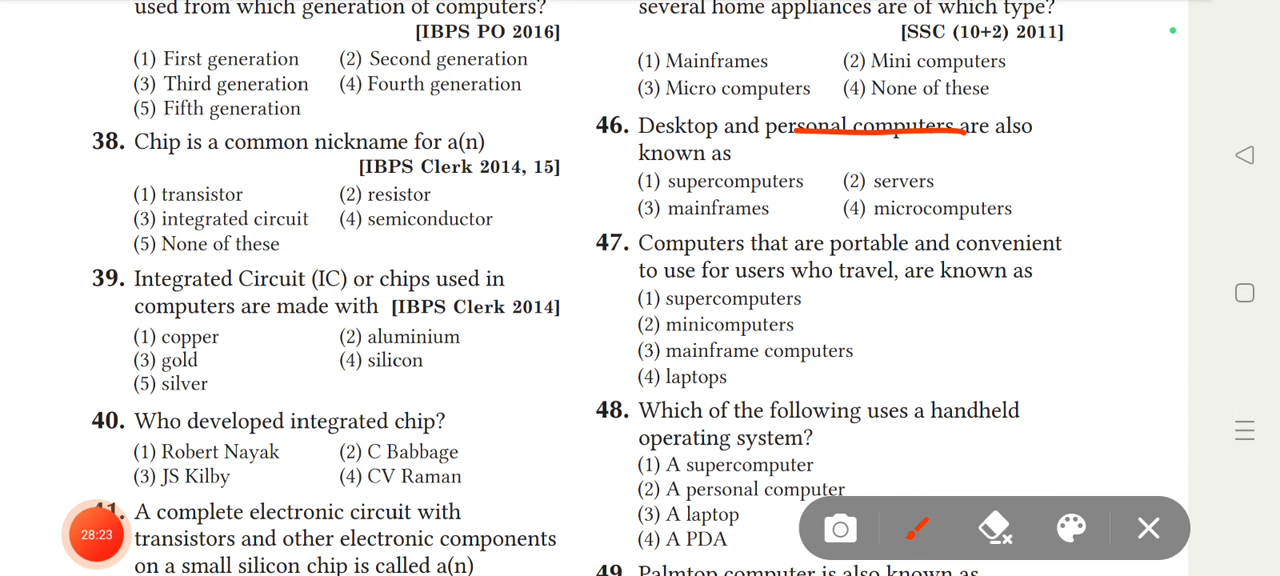 used from which generation of computers?
[IBPS PO 2016]
(1) First generation (2) Second generation
(3) Third generation (4) Fourth generation
(5) Fifth generation
38. Chip is a common nickname for a(n)
[IBPS Clerk 2014, 15]
(1) transistor (2) resistor
(3) integrated circuit (4) semiconductor
(5) None of these
39. Integrated Circuit (IC) or chips used in
computers are made with [IBPS Clerk 2014]
(1) copper (2) aluminium
(3) gold (4) silicon
(5) silver
40. Who developed integrated chip?
(1) Robert Nayak (2) C Babbage
(3) JS Kilby (4) CV Raman
41. A complete electronic circuit with
transistors and other electronic components
on a small silicon chip is called a(n)
28:23
several home appliances are of which type?
[SSC (10+2) 2011]
(1) Mainframes (2) Mini computers
(3) Micro computers (4) None of these
46. Desktop and personal computers are also
known as
(1) supercomputers (2) servers
(3) mainframes (4) microcomputers
47. Computers that are portable and convenient
to use for users who travel, are known as
(1) supercomputers
(2) minicomputers
(3) mainframe computers
(4) laptops
48. Which of the following uses a handheld
operating system?
(1) A supercomputer
(2) A personal computer
(3) A laptop
(4) A PDA
49. Palmtop computer is also known as